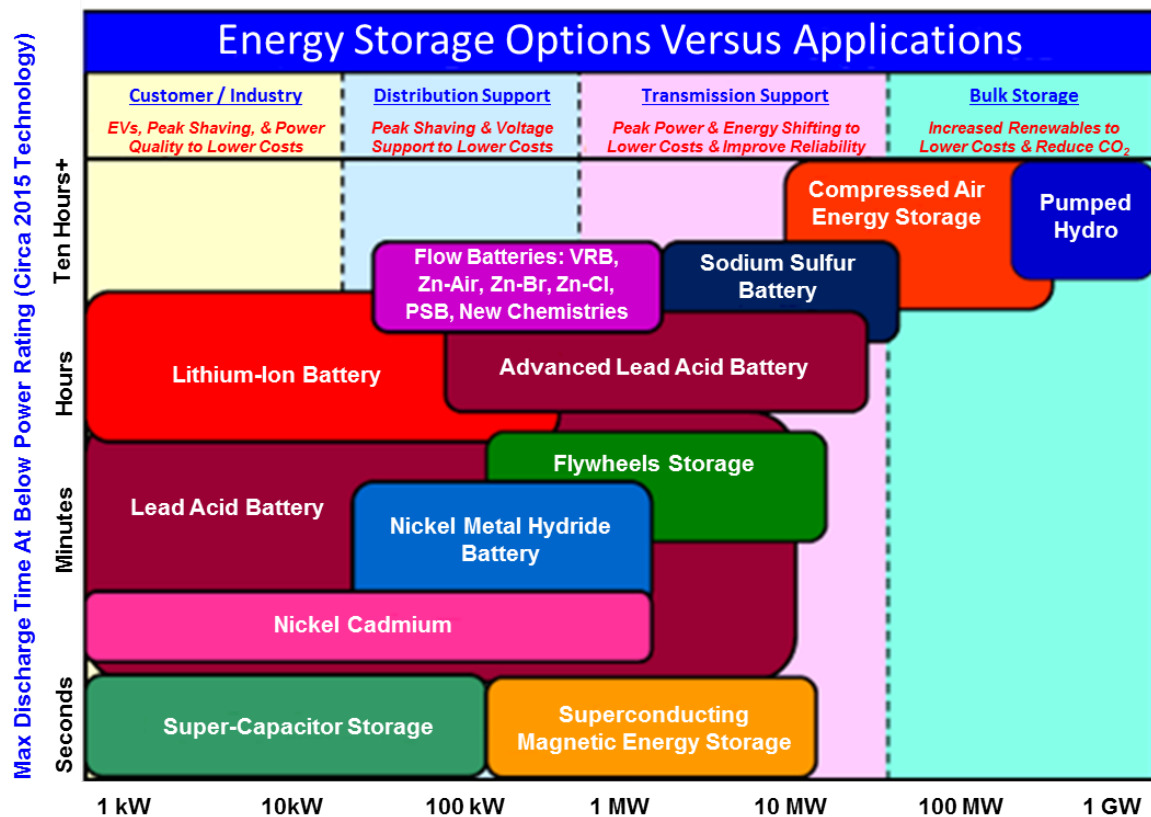 Energy Storage Options Versus Applications
Customer / Industry
EVs, Peak Shaving, & Power
Quality to Lower Costs
Distribution Support
Peak Shaving & Voltage
Support to Lower Costs
Transmission Support
Peak Power & Energy Shifting to
Lower Costs & Improve Reliability
Bulk Storage
Increased Renewables to
Lower Costs & Reduce CO₂
Max Discharge Time At Below Power Rating (Circa 2015 Technology)
Ten Hours+
Hours
Minutes
Seconds
Compressed Air
Energy Storage
Pumped
Hydro
Flow Batteries: VRB,
Zn-Air, Zn-Br, Zn-Cl,
PSB, New Chemistries
Sodium Sulfur
Battery
Lithium-Ion Battery
Advanced Lead Acid Battery
Flywheels Storage
Lead Acid Battery
Nickel Metal Hydride
Battery
Nickel Cadmium
Super-Capacitor Storage
Superconducting
Magnetic Energy Storage
1 kW
10kW
100 kW
1 MW
10 MW
100 MW
1 GW